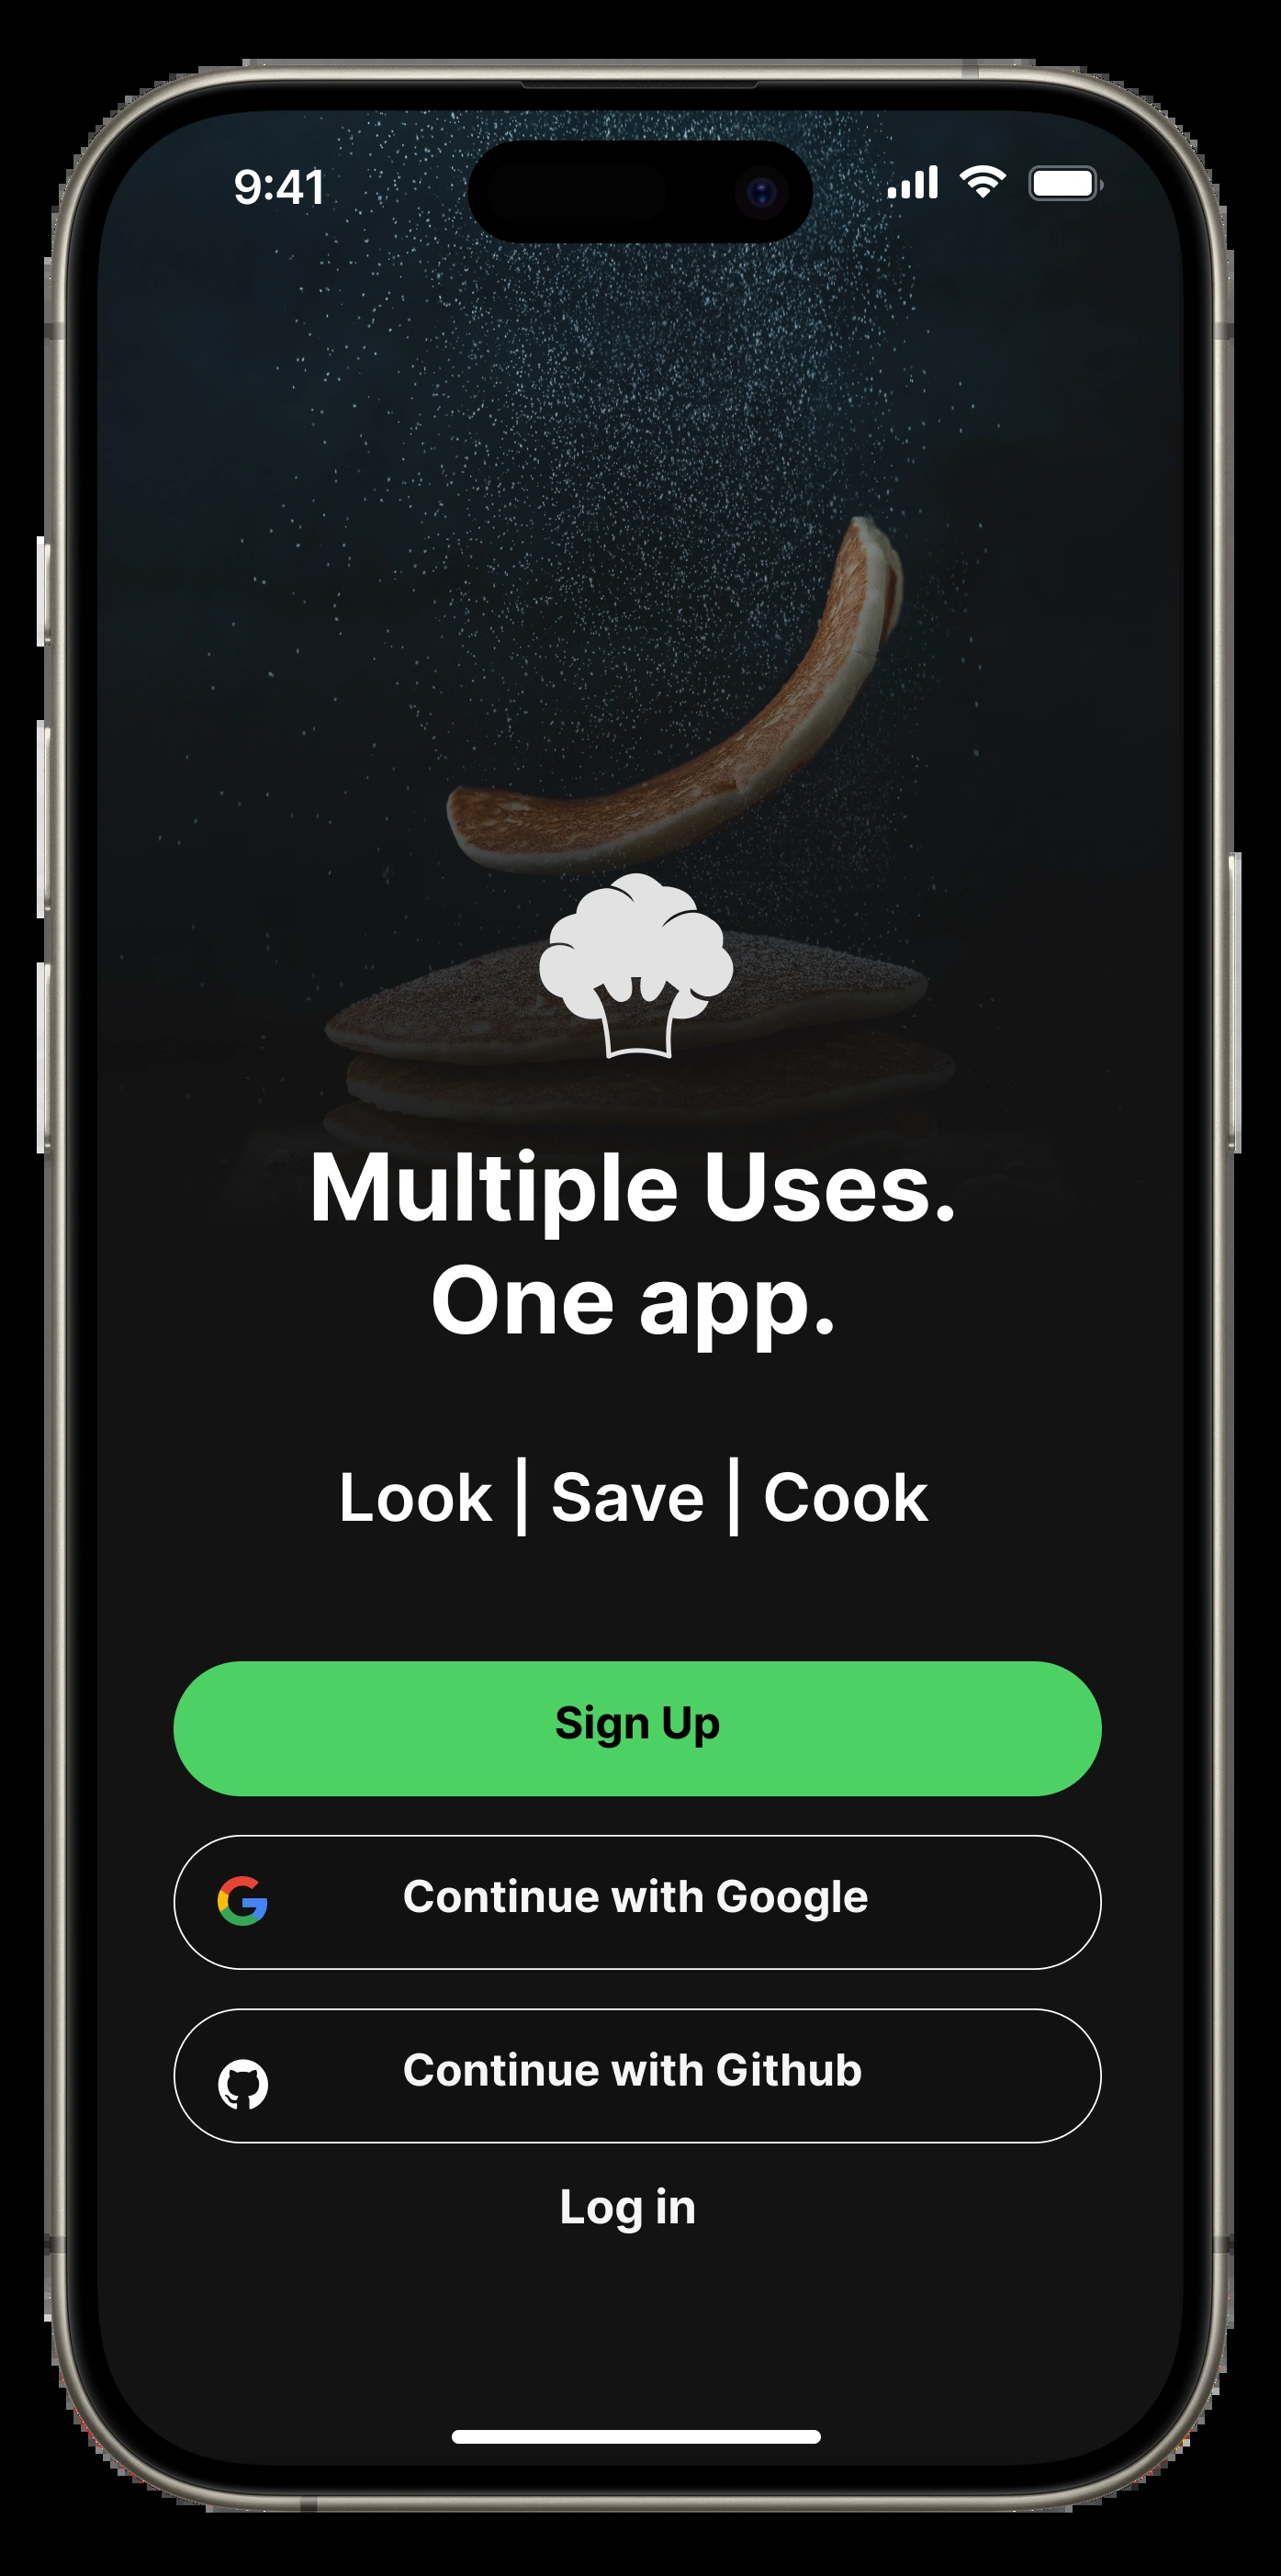 9:41
Multiple Uses.
One app.
Look | Save | Cook
Sign Up
Continue with Google
Continue with Github
Log in